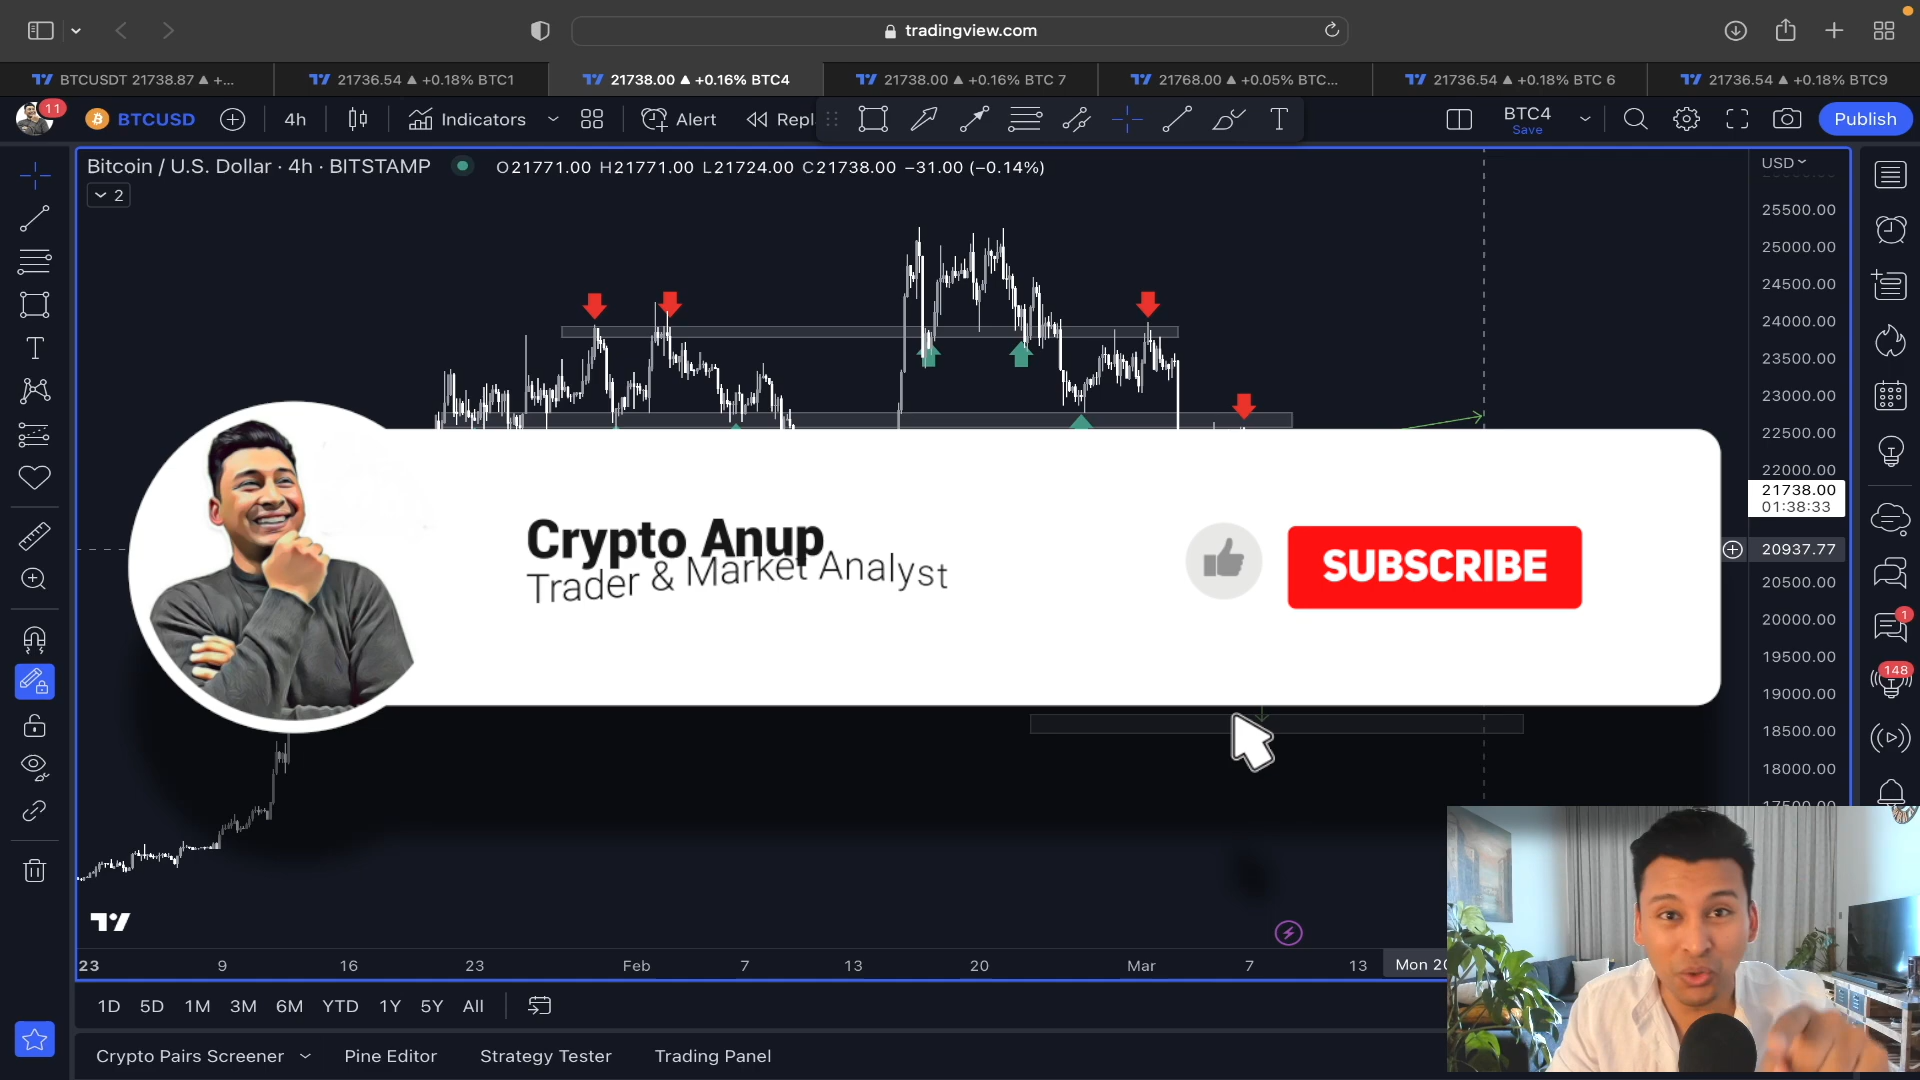 tradingview.com
BTCUSDT 21738.87 ▲ +...
21736.54 ▲ +0.18% BTC1
21738.00 ▲ +0.16% BTC4
21738.00 ▲ +0.16% BTC 7
21768.00 ▲ +0.05% BTC...
21736.54 ▲ +0.18% BTC 6
21736.54 ▲ +0.18% BTC9
11
BTCUSD
4h
Indicators
Alert
Repl
BTC4
Save
Publish
Bitcoin / U.S. Dollar · 4h · BITSTAMP
O21771.00 H21771.00 L21724.00 C21738.00 −31.00 (−0.14%)
2
USD
25500.00
25000.00
24500.00
24000.00
23500.00
23000.00
22500.00
22000.00
21738.00
01:38:33
20937.77
20500.00
20000.00
19500.00
19000.00
18500.00
18000.00
17500.00
1
148
Crypto Anup
Trader & Market Analyst
SUBSCRIBE
23 9 16 23 Feb 7 13 20 Mar 7 13 Mon 20
1D 5D 1M 3M 6M YTD 1Y 5Y All
Crypto Pairs Screener Pine Editor Strategy Tester Trading Panel